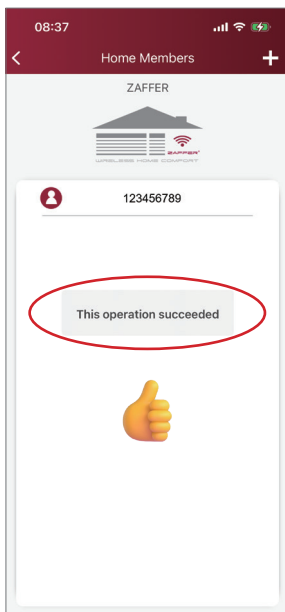 08:37
Home Members
ZAFFER
ZAFFER
WIRELESS HOME COMFORT
123456789
This operation succeeded